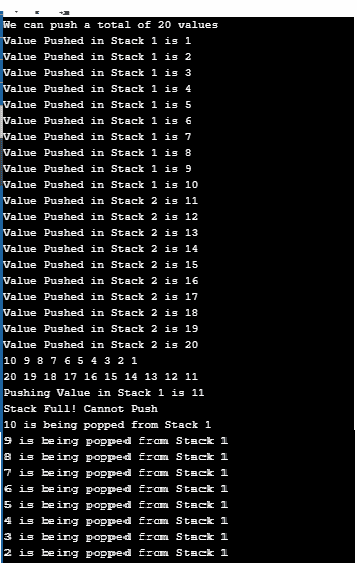 We can push a total of 20 values
Value Pushed in Stack 1 is 1
Value Pushed in Stack 1 is 2
Value Pushed in Stack 1 is 3
Value Pushed in Stack 1 is 4
Value Pushed in Stack 1 is 5
Value Pushed in Stack 1 is 6
Value Pushed in Stack 1 is 7
Value Pushed in Stack 1 is 8
Value Pushed in Stack 1 is 9
Value Pushed in Stack 1 is 10
Value Pushed in Stack 2 is 11
Value Pushed in Stack 2 is 12
Value Pushed in Stack 2 is 13
Value Pushed in Stack 2 is 14
Value Pushed in Stack 2 is 15
Value Pushed in Stack 2 is 16
Value Pushed in Stack 2 is 17
Value Pushed in Stack 2 is 18
Value Pushed in Stack 2 is 19
Value Pushed in Stack 2 is 20
10 9 8 7 6 5 4 3 2 1
20 19 18 17 16 15 14 13 12 11
Pushing Value in Stack 1 is 11
Stack Full! Cannot Push
10 is being popped from Stack 1
9 is being popped from Stack 1
8 is being popped from Stack 1
7 is being popped from Stack 1
6 is being popped from Stack 1
5 is being popped from Stack 1
4 is being popped from Stack 1
3 is being popped from Stack 1
2 is being popped from Stack 1